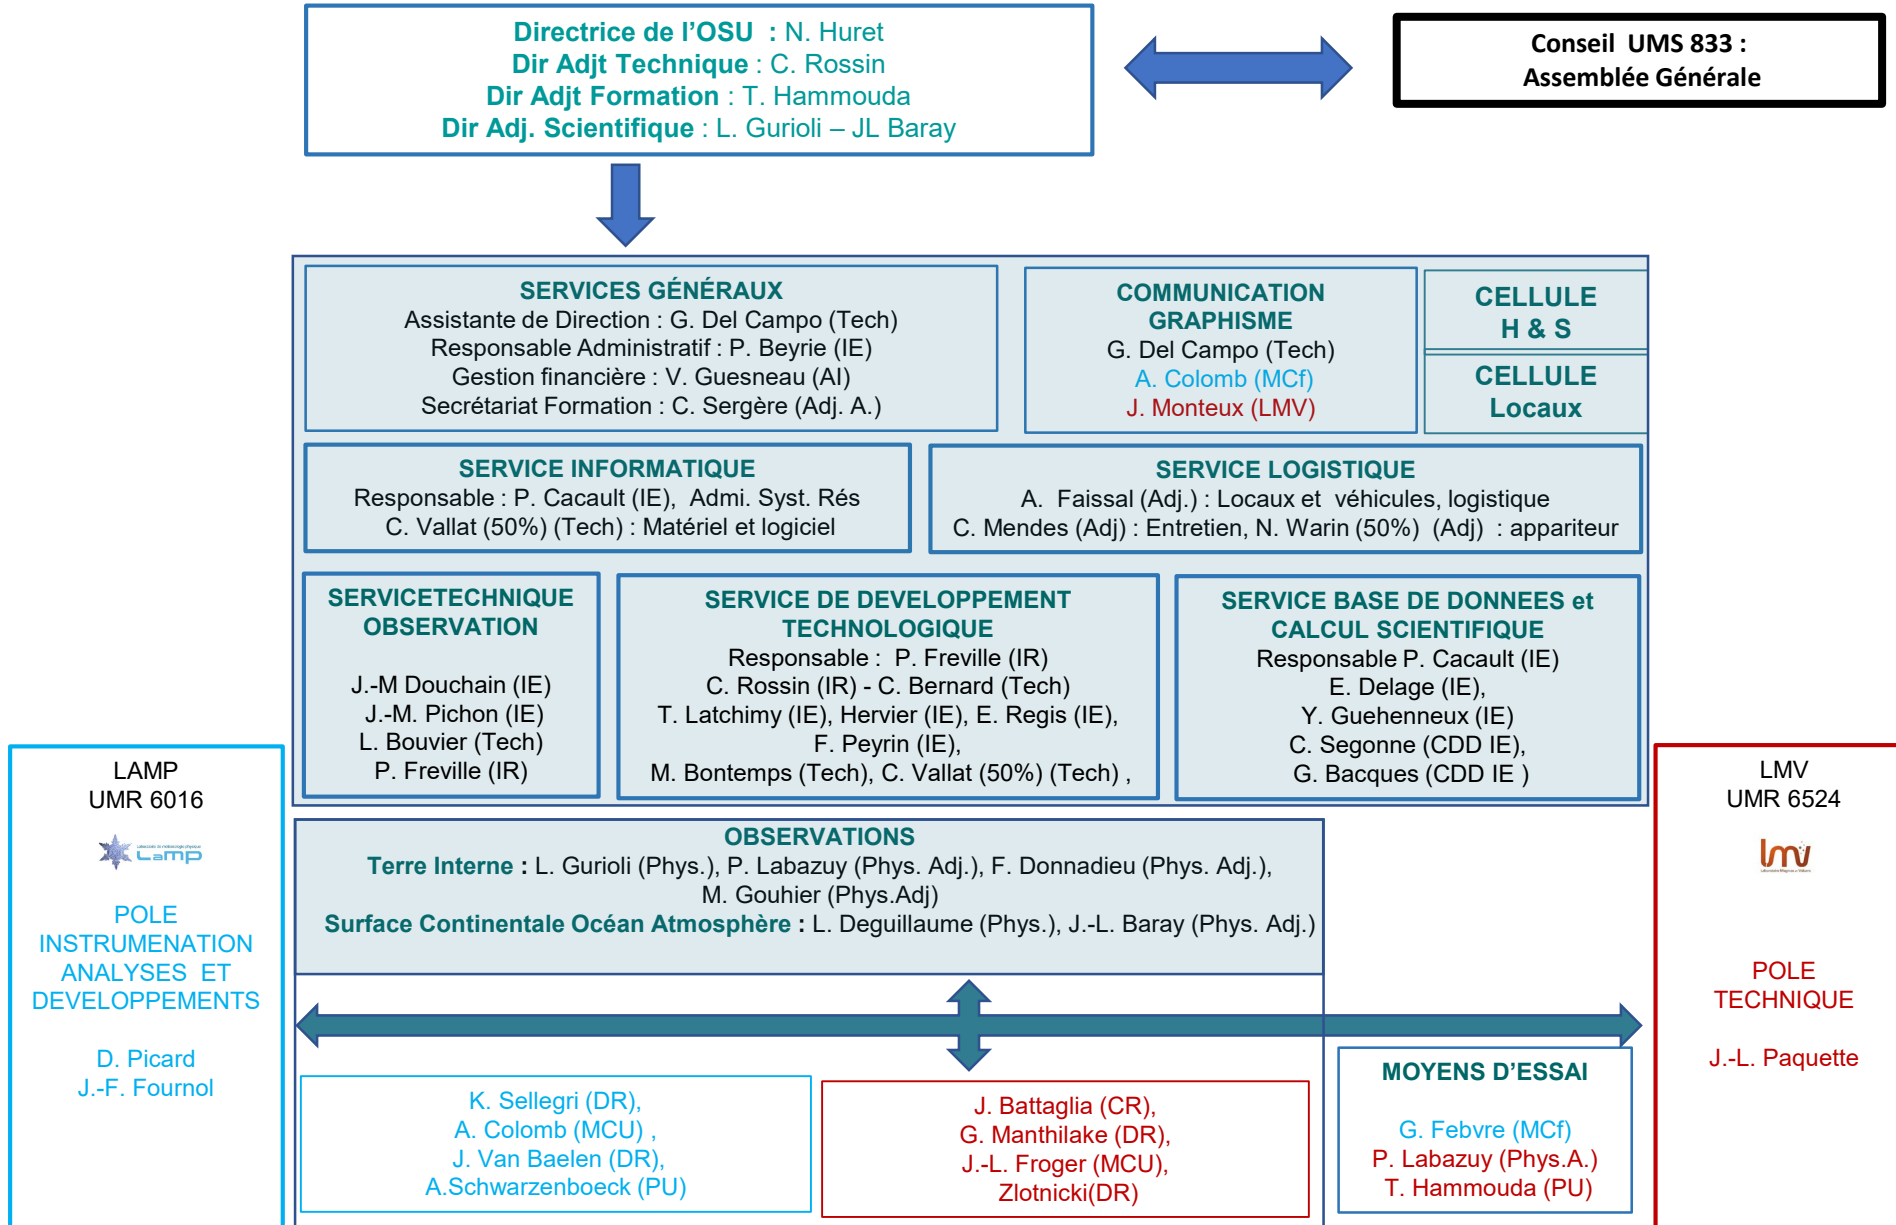 Directrice de l'OSU : N. Huret
Dir Adjt Technique : C. Rossin
Dir Adjt Formation : T. Hammouda
Dir Adj. Scientifique : L. Gurioli – JL Baray
Conseil UMS 833 :
Assemblée Générale
SERVICES GÉNÉRAUX
Assistante de Direction : G. Del Campo (Tech)
Responsable Administratif : P. Beyrie (IE)
Gestion financière : V. Guesneau (AI)
Secrétariat Formation : C. Sergère (Adj. A.)
COMMUNICATION
GRAPHISME
G. Del Campo (Tech)
A. Colomb (MCf)
J. Monteux (LMV)
CELLULE
H & S
CELLULE
Locaux
SERVICE INFORMATIQUE
Responsable : P. Cacault (IE), Admi. Syst. Rés
C. Vallat (50%) (Tech) : Matériel et logiciel
SERVICE LOGISTIQUE
A. Faissal (Adj.) : Locaux et véhicules, logistique
C. Mendes (Adj) : Entretien, N. Warin (50%) (Adj) : appariteur
SERVICETECHNIQUE
OBSERVATION
J.-M Douchain (IE)
J.-M. Pichon (IE)
L. Bouvier (Tech)
P. Freville (IR)
SERVICE DE DEVELOPPEMENT
TECHNOLOGIQUE
Responsable : P. Freville (IR)
C. Rossin (IR) - C. Bernard (Tech)
T. Latchimy (IE), Hervier (IE), E. Regis (IE),
F. Peyrin (IE),
M. Bontemps (Tech), C. Vallat (50%) (Tech) ,
SERVICE BASE DE DONNEES et
CALCUL SCIENTIFIQUE
Responsable P. Cacault (IE)
E. Delage (IE),
Y. Guehenneux (IE)
C. Segonne (CDD IE),
G. Bacques (CDD IE )
LAMP
UMR 6016
LaMP
POLE
INSTRUMENATION
ANALYSES ET
DEVELOPPEMENTS
D. Picard
J.-F. Fournol
LMV
UMR 6524
lmv
POLE
TECHNIQUE
J.-L. Paquette
OBSERVATIONS
Terre Interne : L. Gurioli (Phys.), P. Labazuy (Phys. Adj.), F. Donnadieu (Phys. Adj.),
M. Gouhier (Phys.Adj)
Surface Continentale Océan Atmosphère : L. Deguillaume (Phys.), J.-L. Baray (Phys. Adj.)
K. Sellegri (DR),
A. Colomb (MCU) ,
J. Van Baelen (DR),
A.Schwarzenboeck (PU)
J. Battaglia (CR),
G. Manthilake (DR),
J.-L. Froger (MCU),
Zlotnicki(DR)
MOYENS D'ESSAI
G. Febvre (MCf)
P. Labazuy (Phys.A.)
T. Hammouda (PU)